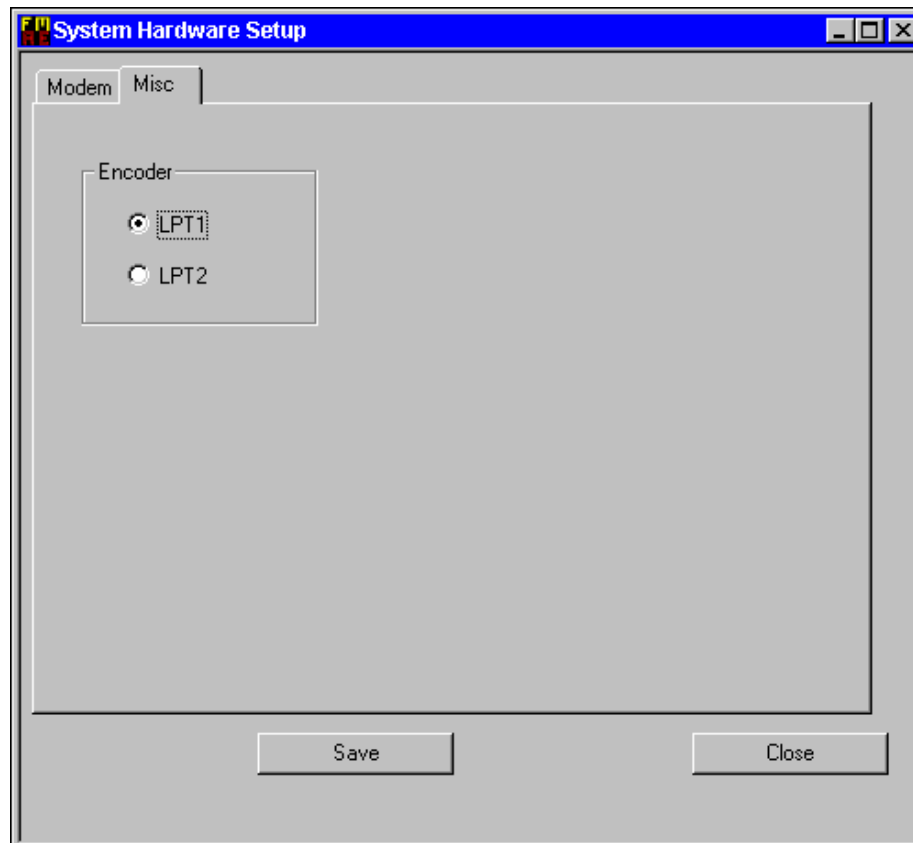 System Hardware Setup
Modem Misc
Encoder
LPT1
LPT2
Save Close